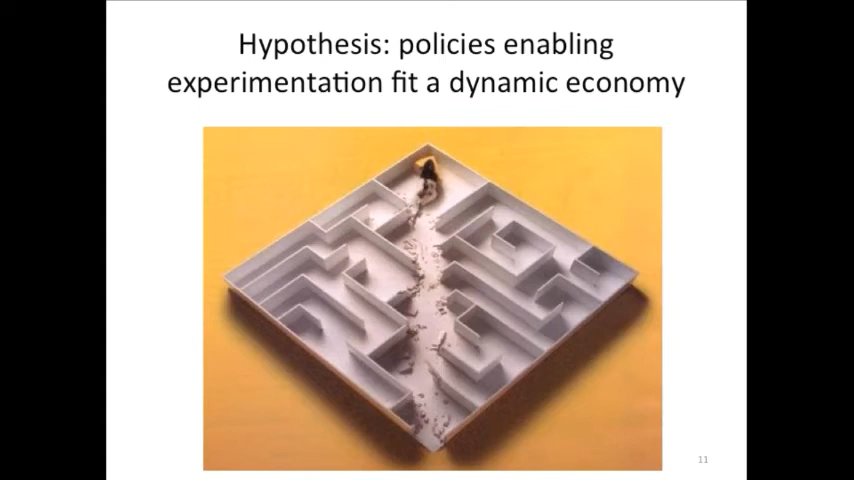 Hypothesis: policies enabling
experimentation fit a dynamic economy
11